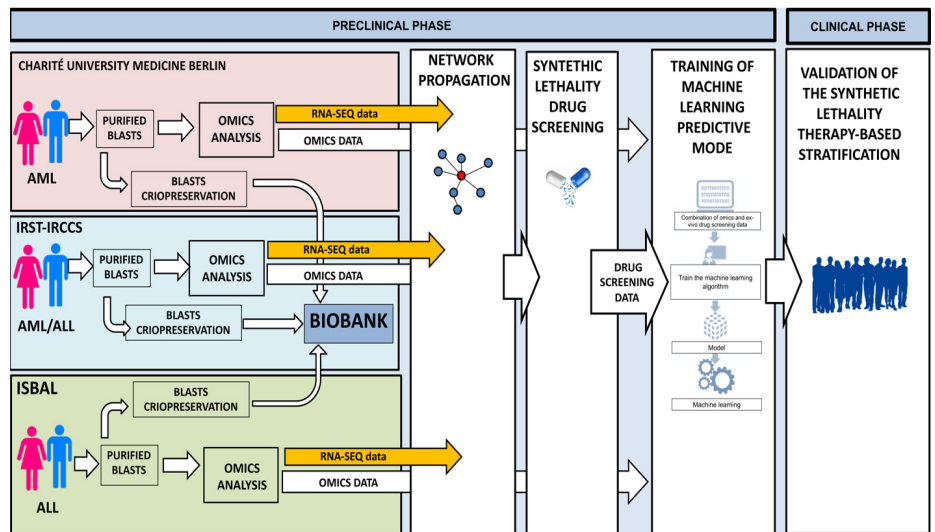 PRECLINICAL PHASE
CLINICAL PHASE
CHARITÉ UNIVERSITY MEDICINE BERLIN
AML
PURIFIED
BLASTS
OMICS
ANALYSIS
RNA-SEQ data
OMICS DATA
BLASTS
CRIOPRESERVATION
IRST-IRCCS
AML/ALL
PURIFIED
BLASTS
OMICS
ANALYSIS
RNA-SEQ data
OMICS DATA
BLASTS
CRIOPRESERVATION
BIOBANK
ISBAL
BLASTS
CRIOPRESERVATION
ALL
PURIFIED
BLASTS
OMICS
ANALYSIS
RNA-SEQ data
OMICS DATA
NETWORK
PROPAGATION
SYNTETHIC
LETHALITY
DRUG
SCREENING
DRUG
SCREENING
DATA
TRAINING OF
MACHINE
LEARNING
PREDICTIVE
MODE
Combination of omics and ex-
vivo drug screening data
Train the machine learning
algorithm
Model
Machine learning
VALIDATION OF
THE SYNTHETIC
LETHALITY
THERAPY-BASED
STRATIFICATION